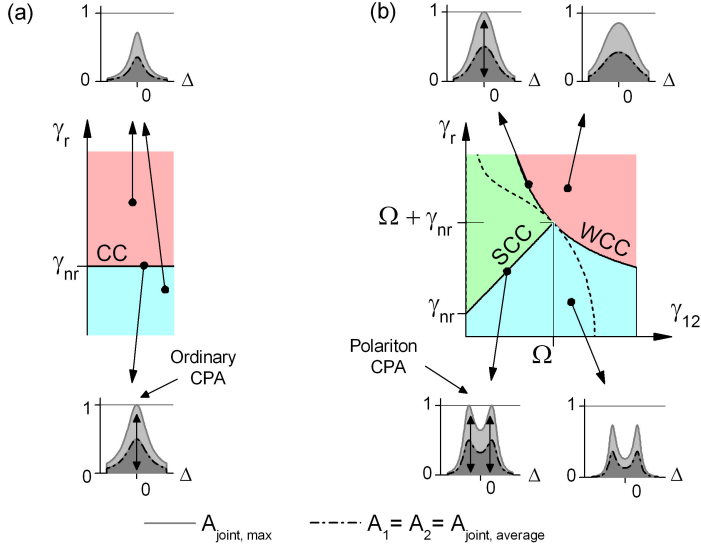 (a)
1
0
0
Δ
γr
CC
γnr
Ordinary
CPA
1
0
0
Δ
(b)
1
0
0
Δ
1
0
0
Δ
γr
Ω + γnr
SCC
WCC
γnr
Ω
γ12
Polariton
CPA
1
0
0
Δ
1
0
0
Δ
Ajoint, max
A1= A2= Ajoint, average